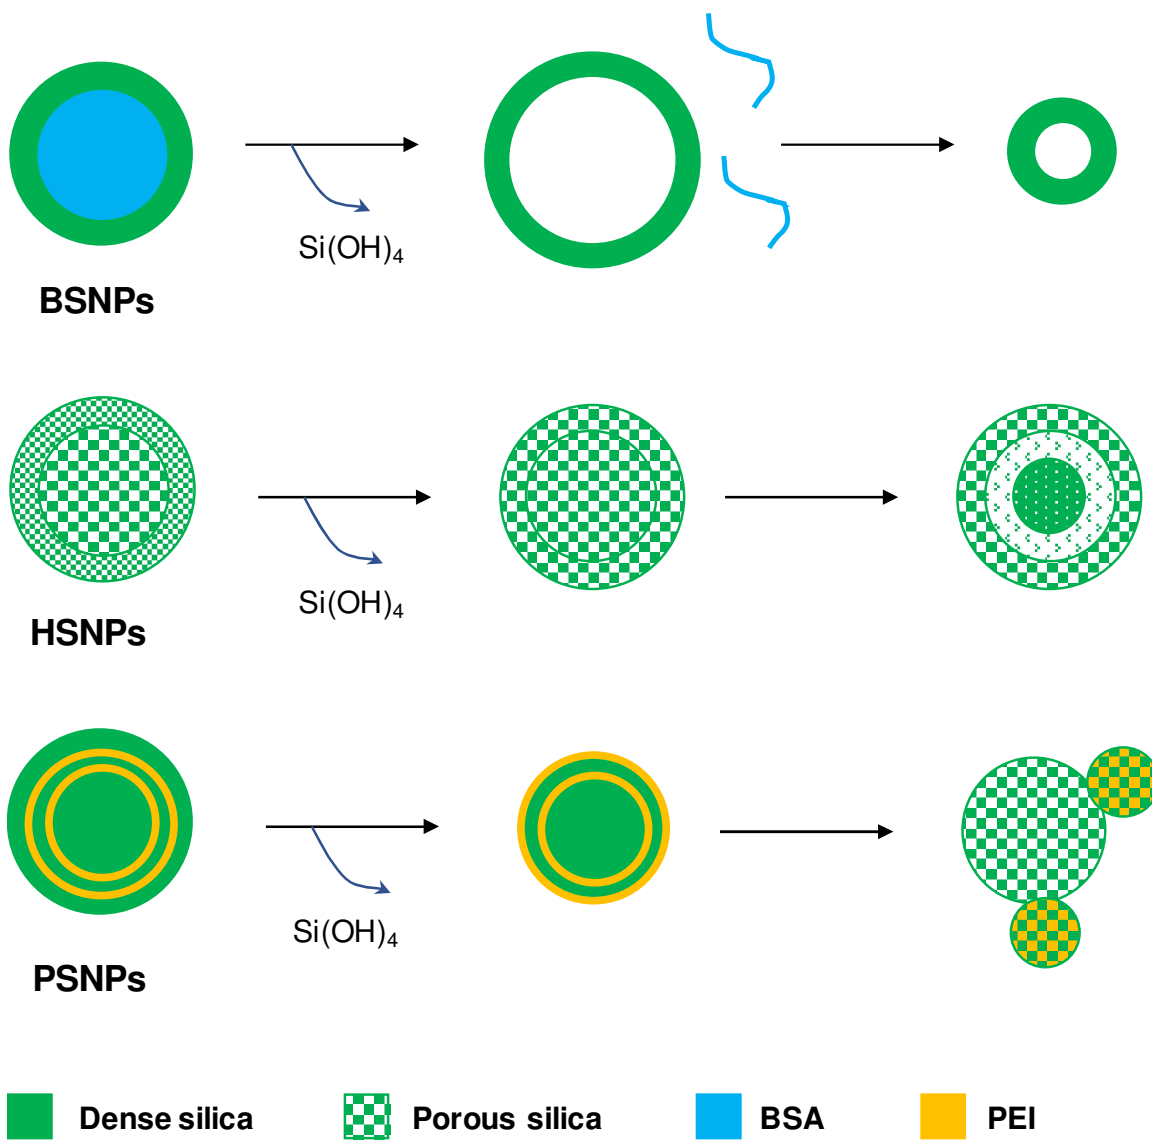 Si(OH)₄
BSNPs
Si(OH)₄
HSNPs
Si(OH)₄
PSNPs
Dense silica
Porous silica
BSA
PEI